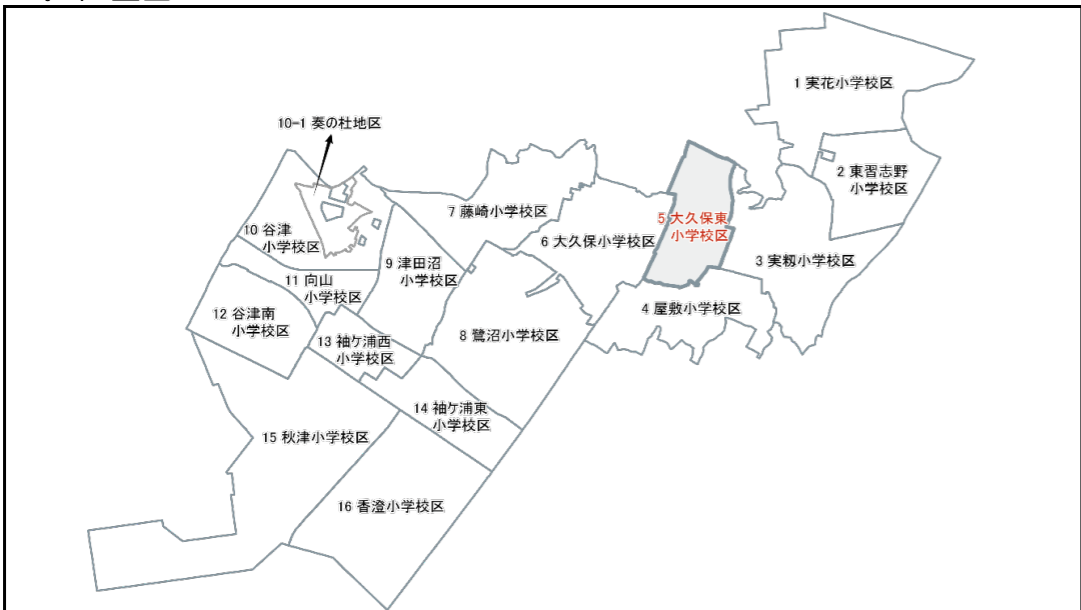 1 実花小学校区
10-1 奏の杜地区
2 東習志野
小学校区
7 藤崎小学校区
5 大久保東
小学校区
10 谷津
小学校区
6 大久保小学校区
9 津田沼
小学校区
3 実籾小学校区
11 向山
小学校区
12 谷津南
小学校区
4 屋敷小学校区
13 袖ケ浦西
小学校区
8 鷺沼小学校区
14 袖ケ浦東
小学校区
15 秋津小学校区
16 香澄小学校区